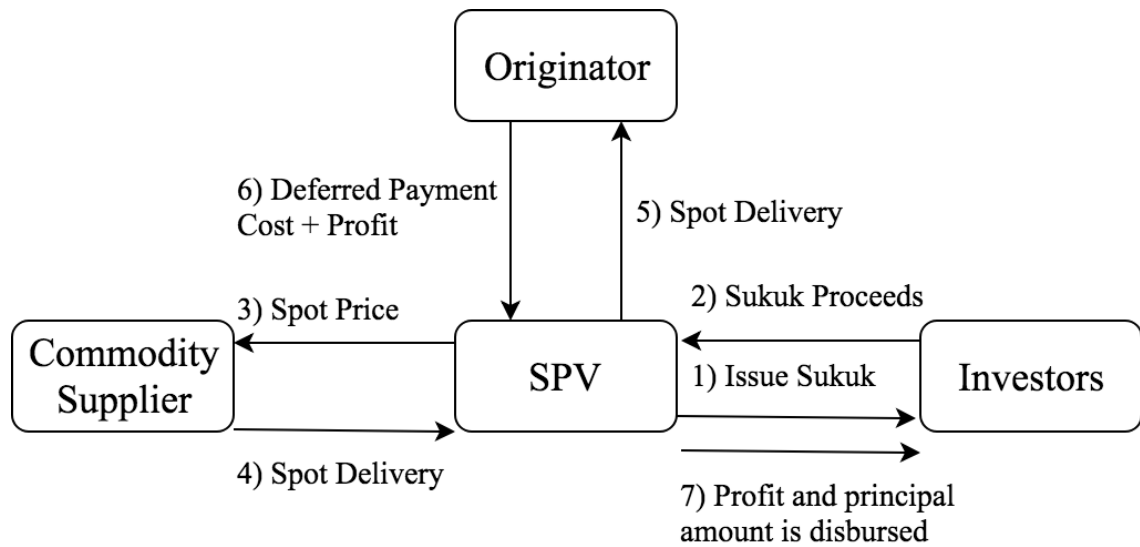 Originator
6) Deferred Payment
Cost + Profit
5) Spot Delivery
3) Spot Price
2) Sukuk Proceeds
Commodity
Supplier
SPV
1) Issue Sukuk
Investors
4) Spot Delivery
7) Profit and principal
amount is disbursed